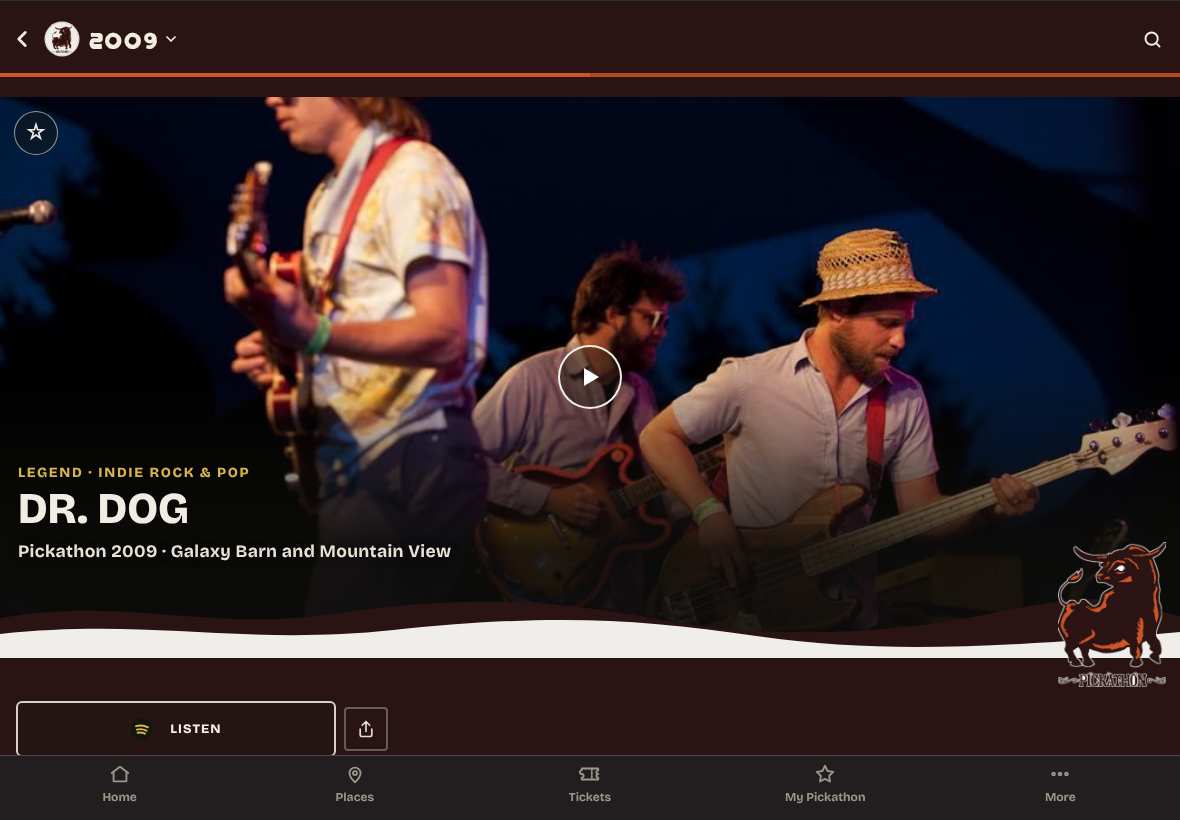 2009
LEGEND · INDIE ROCK & POP
DR. DOG
Pickathon 2009 · Galaxy Barn and Mountain View
PICKATHON
LISTEN
Home
Places
Tickets
My Pickathon
More